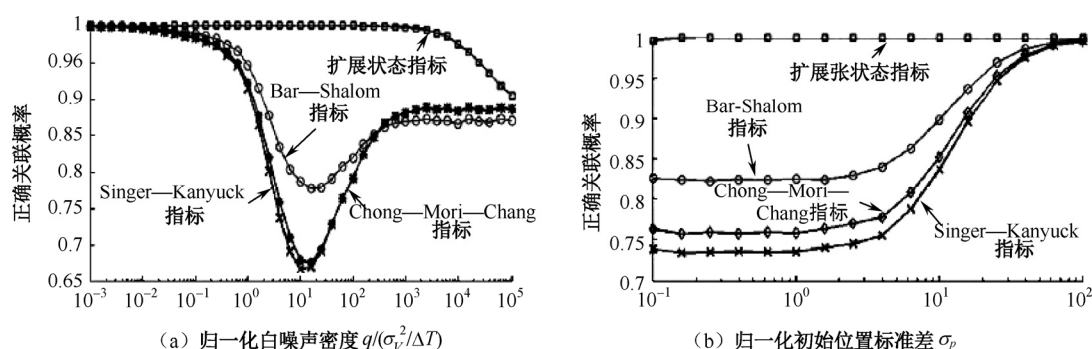 正确关联概率
1
0.96
0.9
0.85
0.8
0.7
0.65
扩展状态指标
Bar—Shalom
指标
Singer—Kanyuck
指标
Chong—Mori—Chang
指标
10⁻³ 10⁻² 10⁻¹ 10⁰ 10¹ 10² 10³ 10⁴ 10⁵
(a) 归一化白噪声密度 q/(σ_V²/ΔT)
正确关联概率
1
0.95
0.9
0.85
0.8
0.75
0.7
扩展张状态指标
Bar-Shalom
指标
Chong—Mori—
Chang指标
Singer—Kanyuck
指标
10⁻¹ 10⁰ 10¹ 10²
(b) 归一化初始位置标准差 σ_p